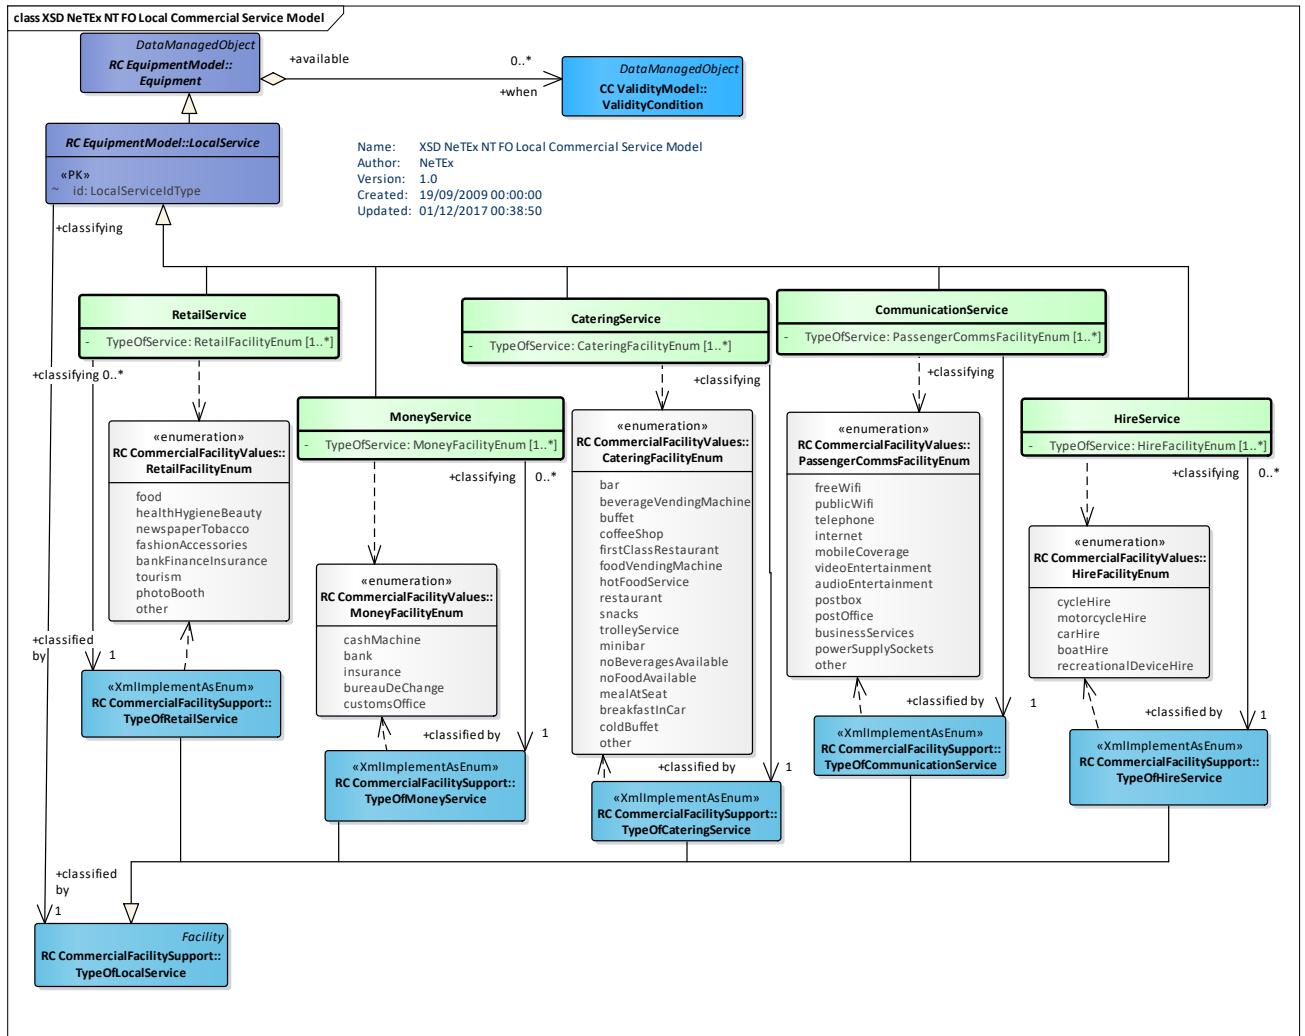 class XSD NeTEx NT FO Local Commercial Service Model
DataManagedObject
RC EquipmentModel::
Equipment
+available
0..*
+when
DataManagedObject
CC ValidityModel::
ValidityCondition
RC EquipmentModel::LocalService
«PK»
~ id: LocalServiceIdType
Name: XSD NeTEx NT FO Local Commercial Service Model
Author: NeTEx
Version: 1.0
Created: 19/09/2009 00:00:00
Updated: 01/12/2017 00:38:50
+classifying
RetailService
- TypeOfService: RetailFacilityEnum [1..*]
CateringService
- TypeOfService: CateringFacilityEnum [1..*]
CommunicationService
- TypeOfService: PassengerCommsFacilityEnum [1..*]
+classifying 0..*
+classifying
+classifying
MoneyService
- TypeOfService: MoneyFacilityEnum [1..*]
HireService
- TypeOfService: HireFacilityEnum [1..*]
+classifying 0..*
+classifying 0..*
«enumeration»
RC CommercialFacilityValues::
RetailFacilityEnum
food
healthHygieneBeauty
newspaperTobacco
fashionAccessories
bankFinanceInsurance
tourism
photoBooth
other
«enumeration»
RC CommercialFacilityValues::
MoneyFacilityEnum
cashMachine
bank
insurance
bureauDeChange
customsOffice
«enumeration»
RC CommercialFacilityValues::
CateringFacilityEnum
bar
beverageVendingMachine
buffet
coffeeShop
firstClassRestaurant
foodVendingMachine
hotFoodService
restaurant
snacks
trolleyService
minibar
noBeveragesAvailable
noFoodAvailable
mealAtSeat
breakfastInCar
coldBuffet
other
«enumeration»
RC CommercialFacilityValues::
PassengerCommsFacilityEnum
freeWifi
publicWifi
telephone
internet
mobileCoverage
videoEntertainment
audioEntertainment
postbox
postOffice
businessServices
powerSupplySockets
other
«enumeration»
RC CommercialFacilityValues::
HireFacilityEnum
cycleHire
motorcycleHire
carHire
boatHire
recreationalDeviceHire
+classified
by
1
«XmlImplementAsEnum»
RC CommercialFacilitySupport::
TypeOfRetailService
+classified by
1
«XmlImplementAsEnum»
RC CommercialFacilitySupport::
TypeOfMoneyService
+classified by
1
«XmlImplementAsEnum»
RC CommercialFacilitySupport::
TypeOfCateringService
+classified by
1
«XmlImplementAsEnum»
RC CommercialFacilitySupport::
TypeOfCommunicationService
+classified by
1
«XmlImplementAsEnum»
RC CommercialFacilitySupport::
TypeOfHireService
+classified
by
1
Facility
RC CommercialFacilitySupport::
TypeOfLocalService